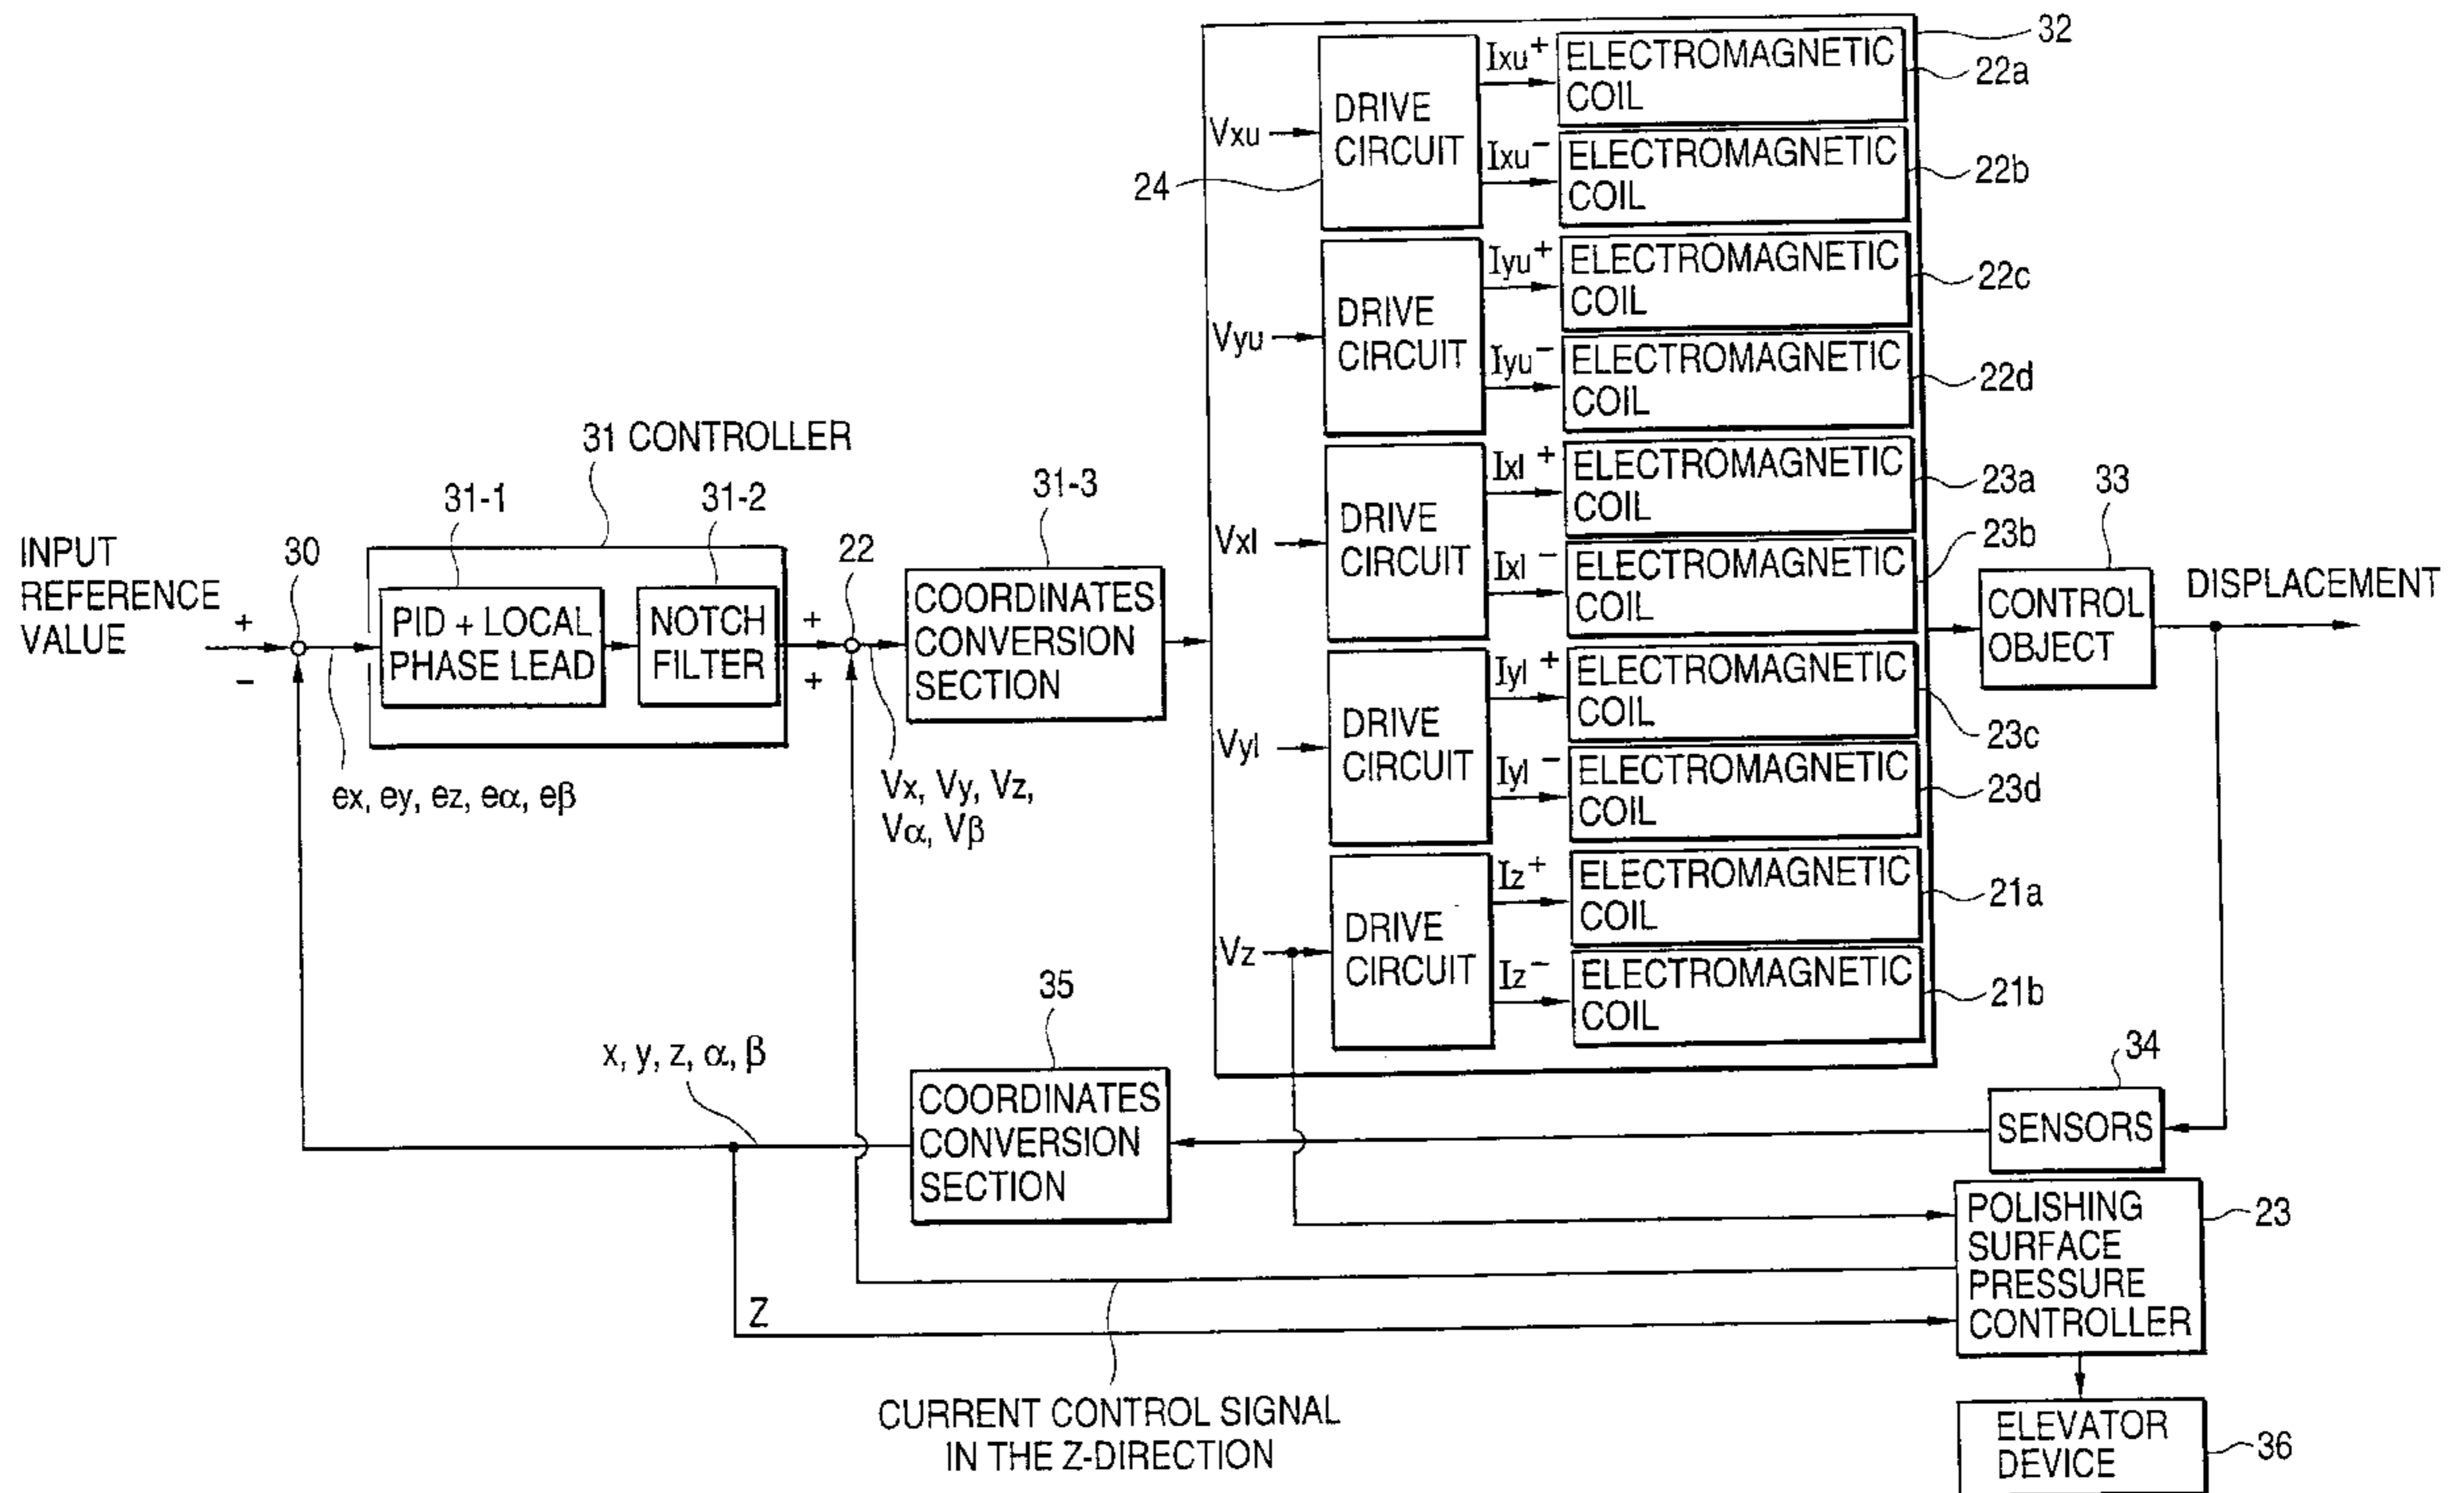 32
Ixu+
ELECTROMAGNETIC
COIL
22a
DRIVE
CIRCUIT
Vxu
Ixu−
ELECTROMAGNETIC
COIL
22b
24
Iyu+
ELECTROMAGNETIC
COIL
22c
DRIVE
CIRCUIT
Vyu
Iyu−
ELECTROMAGNETIC
COIL
22d
31 CONTROLLER
31-1
31-2
31-3
Ixl +
ELECTROMAGNETIC
COIL
23a
33
DRIVE
CIRCUIT
Vxl
Ixl −
ELECTROMAGNETIC
COIL
23b
INPUT
REFERENCE
VALUE
+
−
30
PID + LOCAL
PHASE LEAD
NOTCH
FILTER
+
+
22
COORDINATES
CONVERSION
SECTION
CONTROL
OBJECT
DISPLACEMENT
Iyl +
ELECTROMAGNETIC
COIL
23c
DRIVE
CIRCUIT
Vyl
Iyl −
ELECTROMAGNETIC
COIL
23d
ex, ey, ez, eα, eβ
Vx, Vy, Vz,
Vα, Vβ
Iz+
ELECTROMAGNETIC
COIL
21a
DRIVE
CIRCUIT
Vz
Iz−
ELECTROMAGNETIC
COIL
21b
35
x, y, z, α, β
COORDINATES
CONVERSION
SECTION
34
SENSORS
POLISHING
SURFACE
PRESSURE
CONTROLLER
23
Z
CURRENT CONTROL SIGNAL
IN THE Z-DIRECTION
ELEVATOR
DEVICE
36